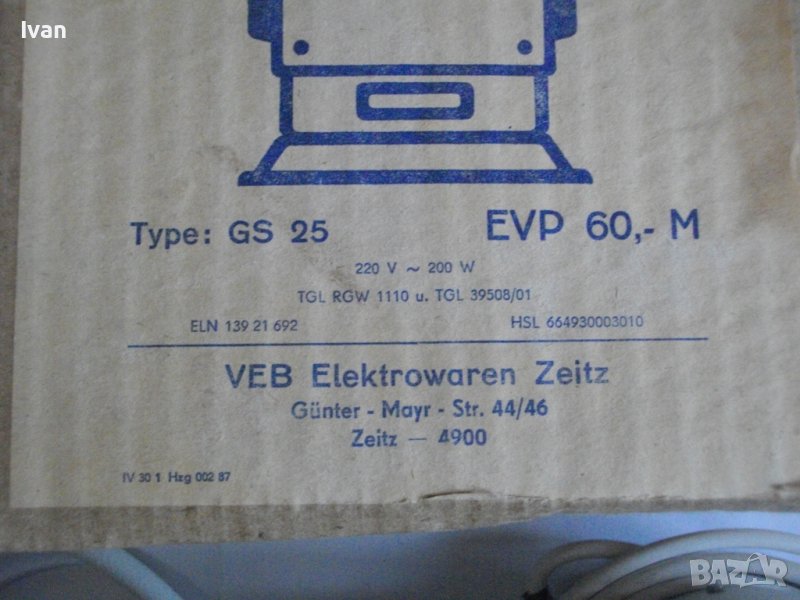 Ivan
Type: GS 25 EVP 60,- M
220 V ~ 200 W
TGL RGW 1110 u. TGL 39508/01
ELN 139 21 692 HSL 664930003010
VEB Elektrowaren Zeitz
Günter - Mayr - Str. 44/46
Zeitz — 4900
IV 30 1 Hzg 002 87
BAZAR